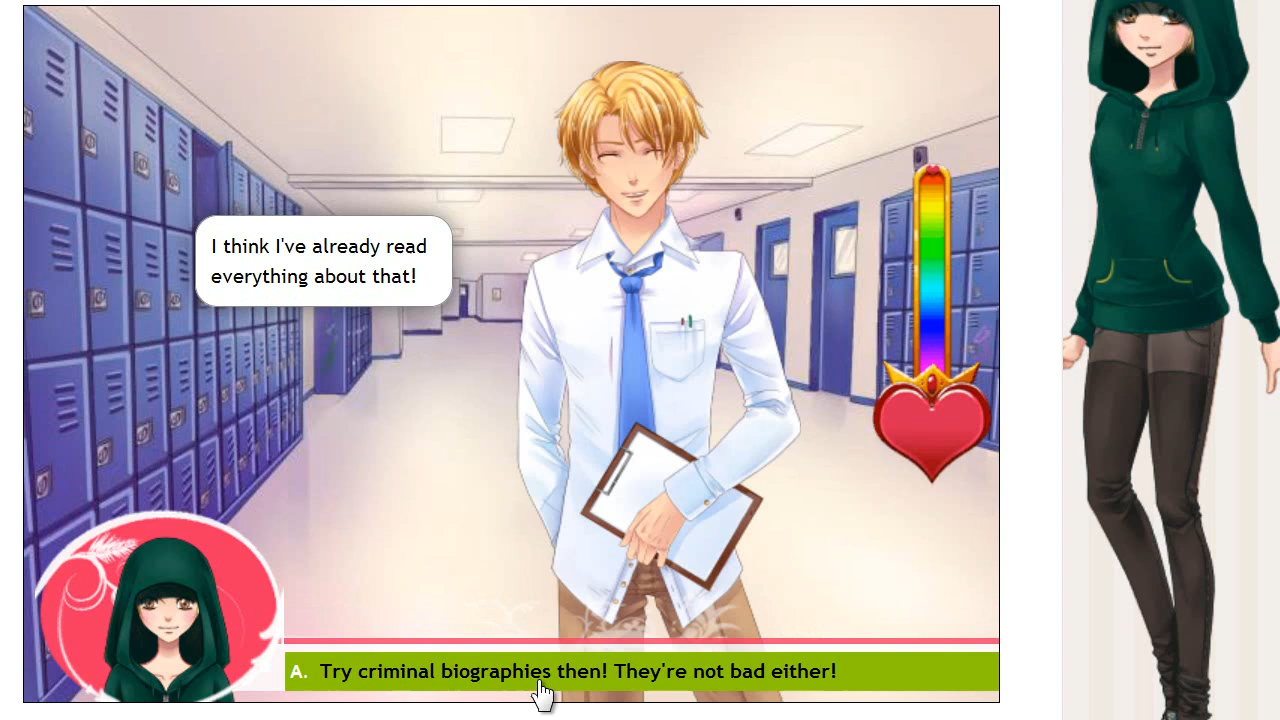 I think I've already read
everything about that!
A. Try criminal biographies then! They're not bad either!